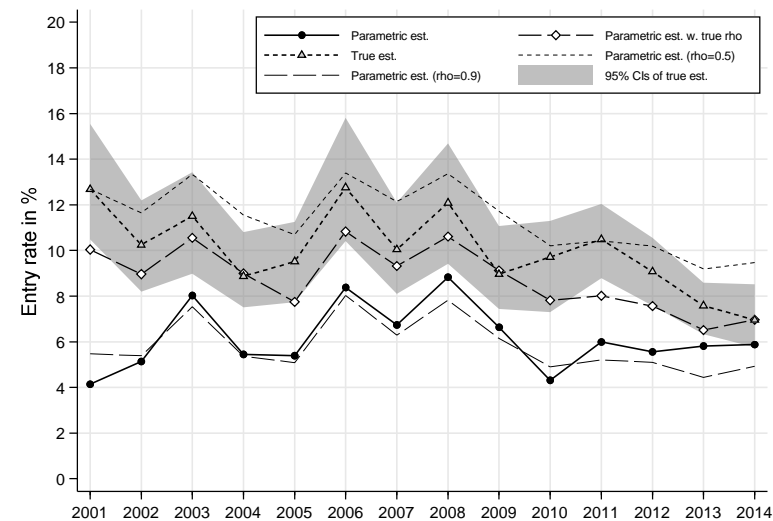 Parametric est.
Parametric est. w. true rho
True est.
Parametric est. (rho=0.5)
Parametric est. (rho=0.9)
95% CIs of true est.
Entry rate in %
20
18
16
14
12
10
8
6
4
2
0
2001 2002 2003 2004 2005 2006 2007 2008 2009 2010 2011 2012 2013 2014